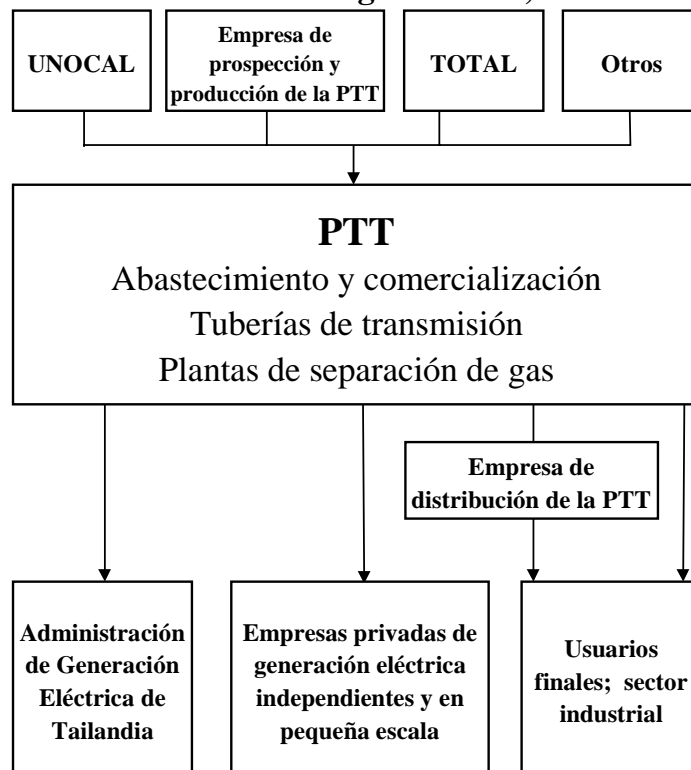 UNOCAL
Empresa de
prospección y
producción de la PTT
TOTAL
Otros
PTT
Abastecimiento y comercialización
Tuberías de transmisión
Plantas de separación de gas
Empresa de
distribución de la PTT
Administración
de Generación
Eléctrica de
Tailandia
Empresas privadas de
generación eléctrica
independientes y en
pequeña escala
Usuarios
finales; sector
industrial